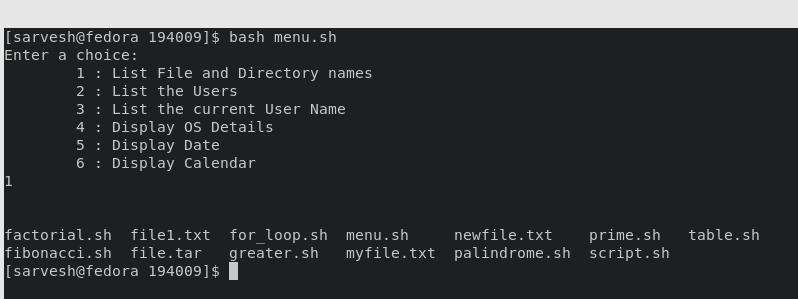 [sarvesh@fedora 194009]$ bash menu.sh
Enter a choice:
        1 : List File and Directory names
        2 : List the Users
        3 : List the current User Name
        4 : Display OS Details
        5 : Display Date
        6 : Display Calendar
1
factorial.sh  file1.txt  for_loop.sh  menu.sh     newfile.txt    prime.sh   table.sh
fibonacci.sh  file.tar   greater.sh   myfile.txt  palindrome.sh  script.sh
[sarvesh@fedora 194009]$